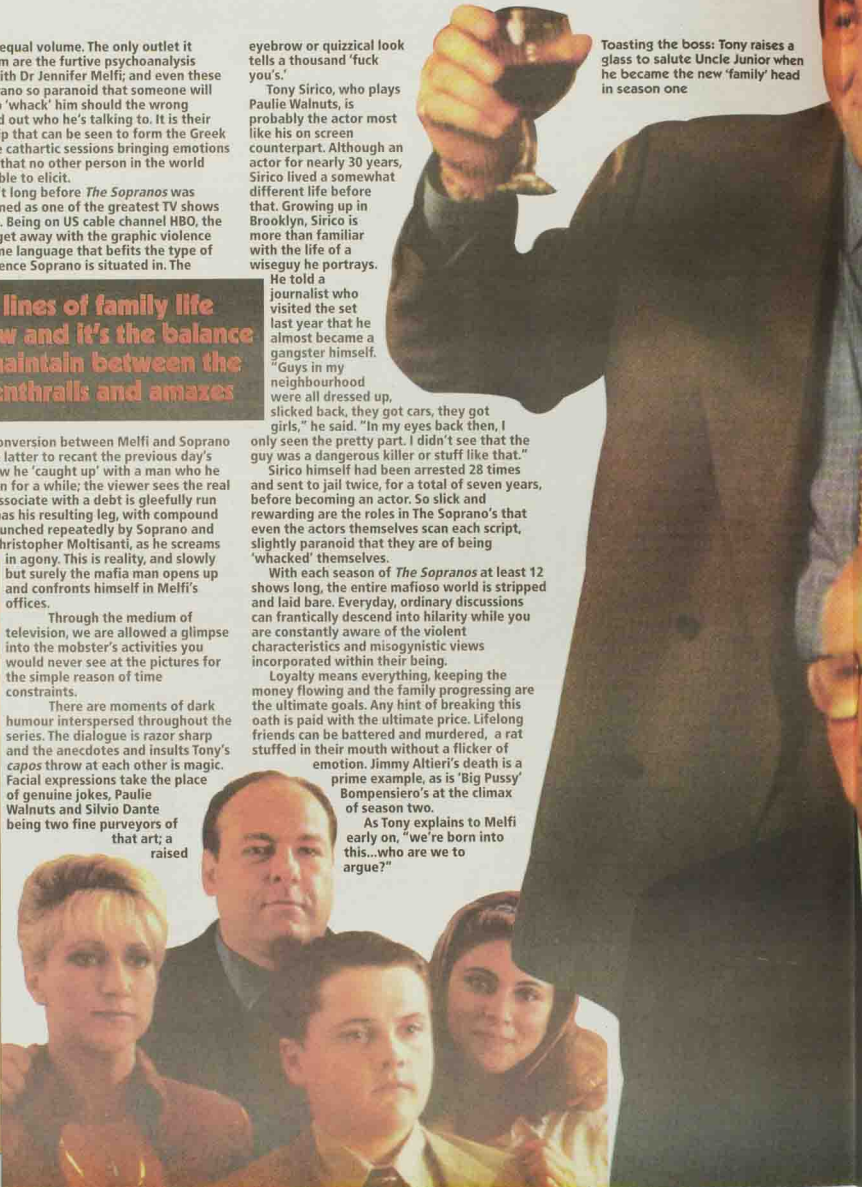 equal volume. The only outlet it
m are the furtive psychoanalysis
ith Dr Jennifer Melfi; and even these
rano so paranoid that someone will
o 'whack' him should the wrong
d out who he's talking to. It is their
ip that can be seen to form the Greek
e cathartic sessions bringing emotions
that no other person in the world
ble to elicit.
't long before The Sopranos was
ned as one of the greatest TV shows
. Being on US cable channel HBO, the
get away with the graphic violence
me language that befits the type of
ence Soprano is situated in. The
lines of family life
w and it's the balance
aintain between the
enthralls and amazes
onversion between Melfi and Soprano
latter to recant the previous day's
w he 'caught up' with a man who he
n for a while; the viewer sees the real
ssociate with a debt is gleefully run
as his resulting leg, with compound
unched repeatedly by Soprano and
hristopher Moltisanti, as he screams
in agony. This is reality, and slowly
but surely the mafia man opens up
and confronts himself in Melfi's
offices.
Through the medium of
television, we are allowed a glimpse
into the mobster's activities you
would never see at the pictures for
the simple reason of time
constraints.
There are moments of dark
humour interspersed throughout the
series. The dialogue is razor sharp
and the anecdotes and insults Tony's
capos throw at each other is magic.
Facial expressions take the place
of genuine jokes, Paulie
Walnuts and Silvio Dante
being two fine purveyors of
that art; a
raised
eyebrow or quizzical look
tells a thousand 'fuck
you's.'
Tony Sirico, who plays
Paulie Walnuts, is
probably the actor most
like his on screen
counterpart. Although an
actor for nearly 30 years,
Sirico lived a somewhat
different life before
that. Growing up in
Brooklyn, Sirico is
more than familiar
with the life of a
wiseguy he portrays.
He told a
journalist who
visited the set
last year that he
almost became a
gangster himself.
"Guys in my
neighbourhood
were all dressed up,
slicked back, they got cars, they got
girls," he said. "In my eyes back then, I
only seen the pretty part. I didn't see that the
guy was a dangerous killer or stuff like that."
Sirico himself had been arrested 28 times
and sent to jail twice, for a total of seven years,
before becoming an actor. So slick and
rewarding are the roles in The Soprano's that
even the actors themselves scan each script,
slightly paranoid that they are of being
'whacked' themselves.
With each season of The Sopranos at least 12
shows long, the entire mafioso world is stripped
and laid bare. Everyday, ordinary discussions
can frantically descend into hilarity while you
are constantly aware of the violent
characteristics and misogynistic views
incorporated within their being.
Loyalty means everything, keeping the
money flowing and the family progressing are
the ultimate goals. Any hint of breaking this
oath is paid with the ultimate price. Lifelong
friends can be battered and murdered, a rat
stuffed in their mouth without a flicker of
emotion. Jimmy Altieri's death is a
prime example, as is 'Big Pussy'
Bompensiero's at the climax
of season two.
As Tony explains to Melfi
early on, "we're born into
this...who are we to
argue?"
Toasting the boss: Tony raises a
glass to salute Uncle Junior when
he became the new 'family' head
in season one